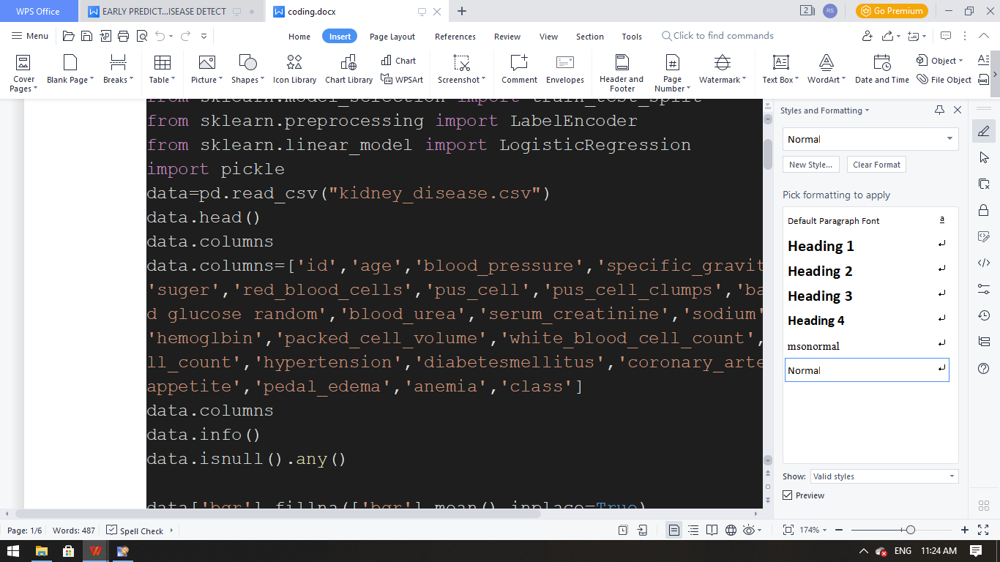 WPS Office
EARLY PREDICT...ISEASE DETECT
coding.docx
2
RS
Go Premium
Menu
Home
Insert
Page Layout
References
Review
View
Section
Tools
Click to find commands
Cover Pages
Blank Page
Breaks
Table
Picture
Shapes
Icon Library
Chart Library
Chart
WPSArt
Screenshot
Comment
Envelopes
Header and Footer
Page Number
Watermark
Text Box
WordArt
Date and Time
Object
File Object
from sklearn.model_selection import train_test_split
from sklearn.preprocessing import LabelEncoder
from sklearn.linear_model import LogisticRegression
import pickle
data=pd.read_csv("kidney_disease.csv")
data.head()
data.columns
data.columns=['id','age','blood_pressure','specific_gravit
'suger','red_blood_cells','pus_cell','pus_cell_clumps','ba
d glucose random','blood_urea','serum_creatinine','sodium'
'hemoglbin','packed_cell_volume','white_blood_cell_count',
ll_count','hypertension','diabetesmellitus','coronary_arte
appetite','pedal_edema','anemia','class']
data.columns
data.info()
data.isnull().any()
data['bgr'].fillna(['bgr'].mean(),inplace=True)
Styles and Formatting
Normal
New Style...
Clear Format
Pick formatting to apply
Default Paragraph Font
a
Heading 1
Heading 2
Heading 3
Heading 4
msonormal
Normal
Show:
Valid styles
Preview
Page: 1/6
Words: 487
Spell Check
174%
ENG
11:24 AM